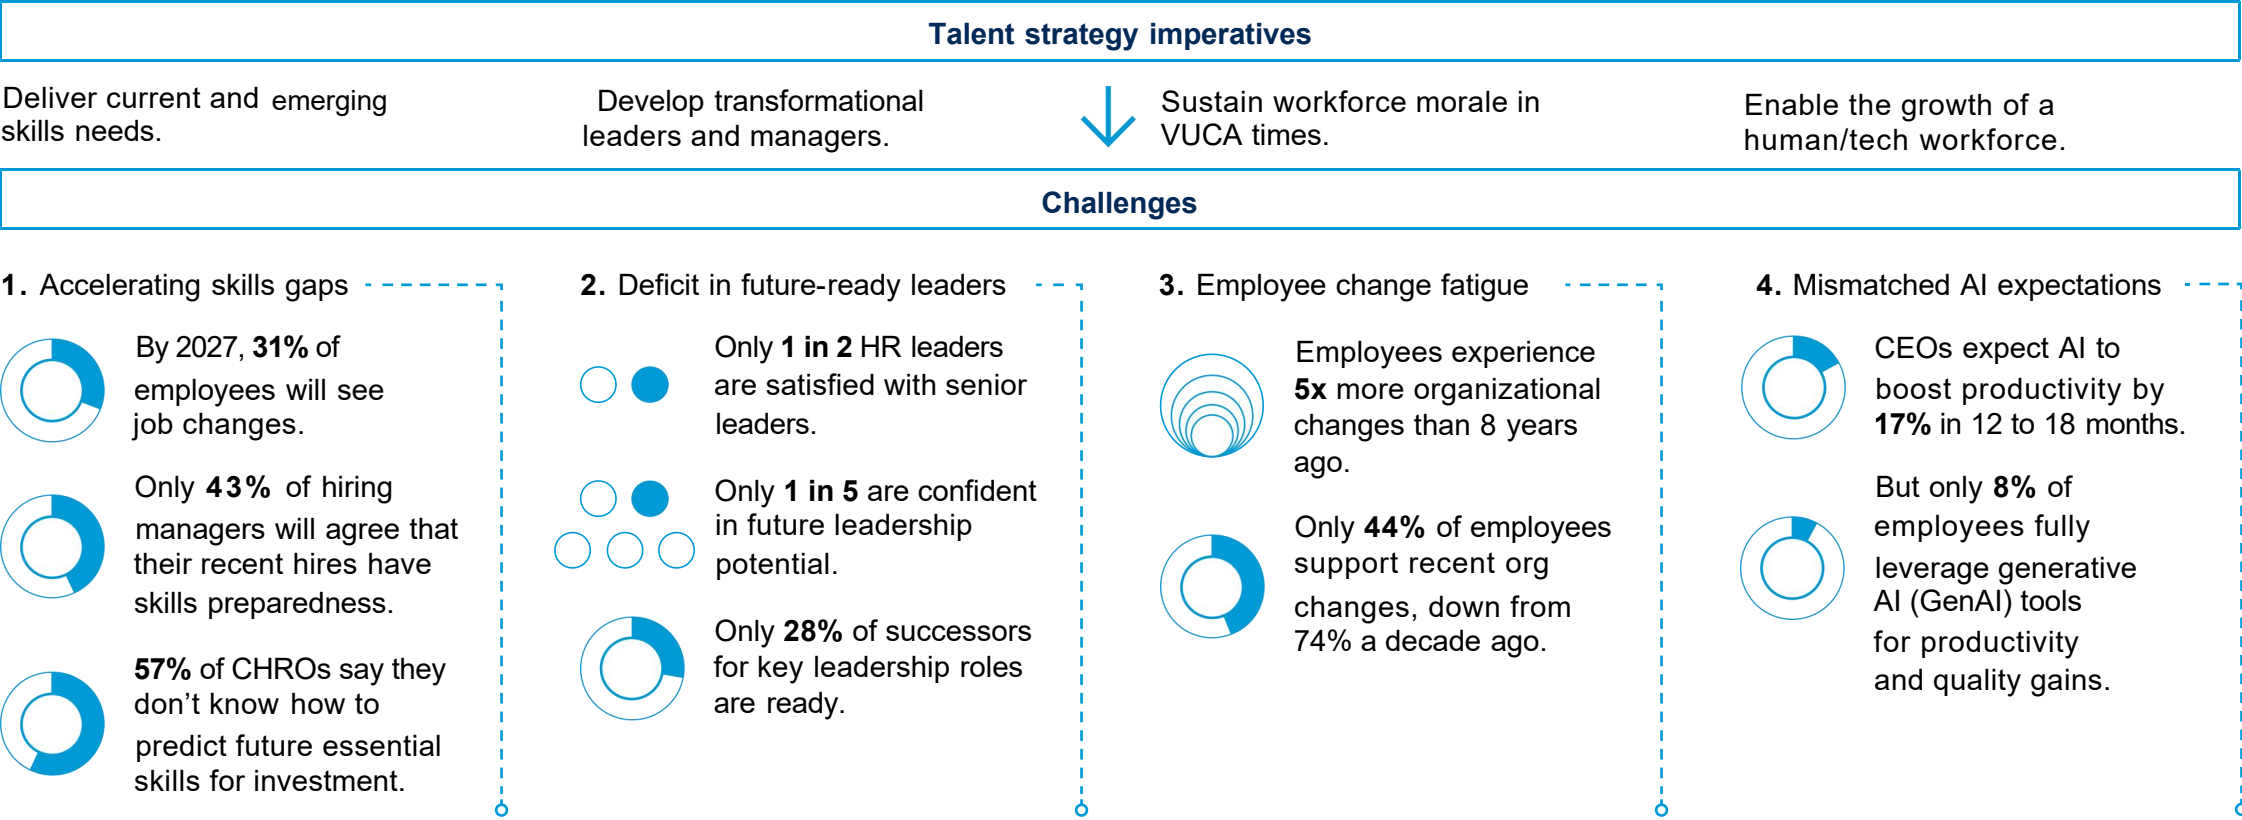 Talent strategy imperatives
Deliver current and emerging
skills needs.
Develop transformational
leaders and managers.
Sustain workforce morale in
VUCA times.
Enable the growth of a
human/tech workforce.
Challenges
1. Accelerating skills gaps
By 2027, 31% of
employees will see
job changes.
Only 43% of hiring
managers will agree that
their recent hires have
skills preparedness.
57% of CHROs say they
don’t know how to
predict future essential
skills for investment.
2. Deficit in future-ready leaders
Only 1 in 2 HR leaders
are satisfied with senior
leaders.
Only 1 in 5 are confident
in future leadership
potential.
Only 28% of successors
for key leadership roles
are ready.
3. Employee change fatigue
Employees experience
5x more organizational
changes than 8 years
ago.
Only 44% of employees
support recent org
changes, down from
74% a decade ago.
4. Mismatched AI expectations
CEOs expect AI to
boost productivity by
17% in 12 to 18 months.
But only 8% of
employees fully
leverage generative
AI (GenAI) tools
for productivity
and quality gains.